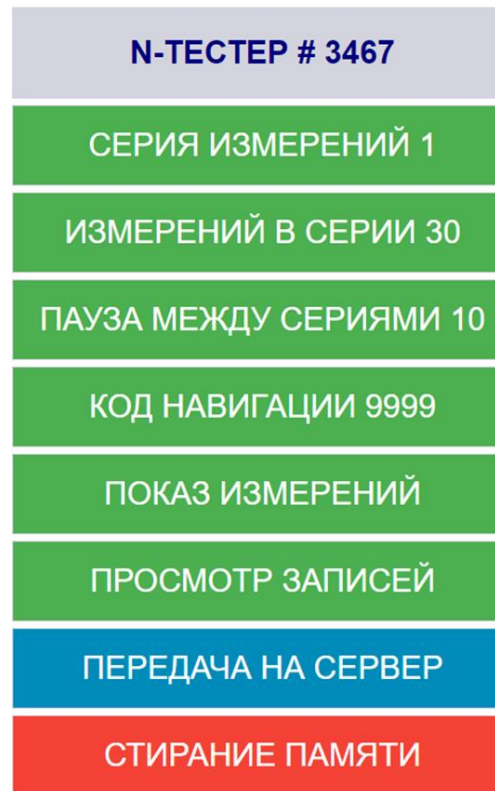 N-ТЕСТЕР # 3467
СЕРИЯ ИЗМЕРЕНИЙ 1
ИЗМЕРЕНИЙ В СЕРИИ 30
ПАУЗА МЕЖДУ СЕРИЯМИ 10
КОД НАВИГАЦИИ 9999
ПОКАЗ ИЗМЕРЕНИЙ
ПРОСМОТР ЗАПИСЕЙ
ПЕРЕДАЧА НА СЕРВЕР
СТИРАНИЕ ПАМЯТИ